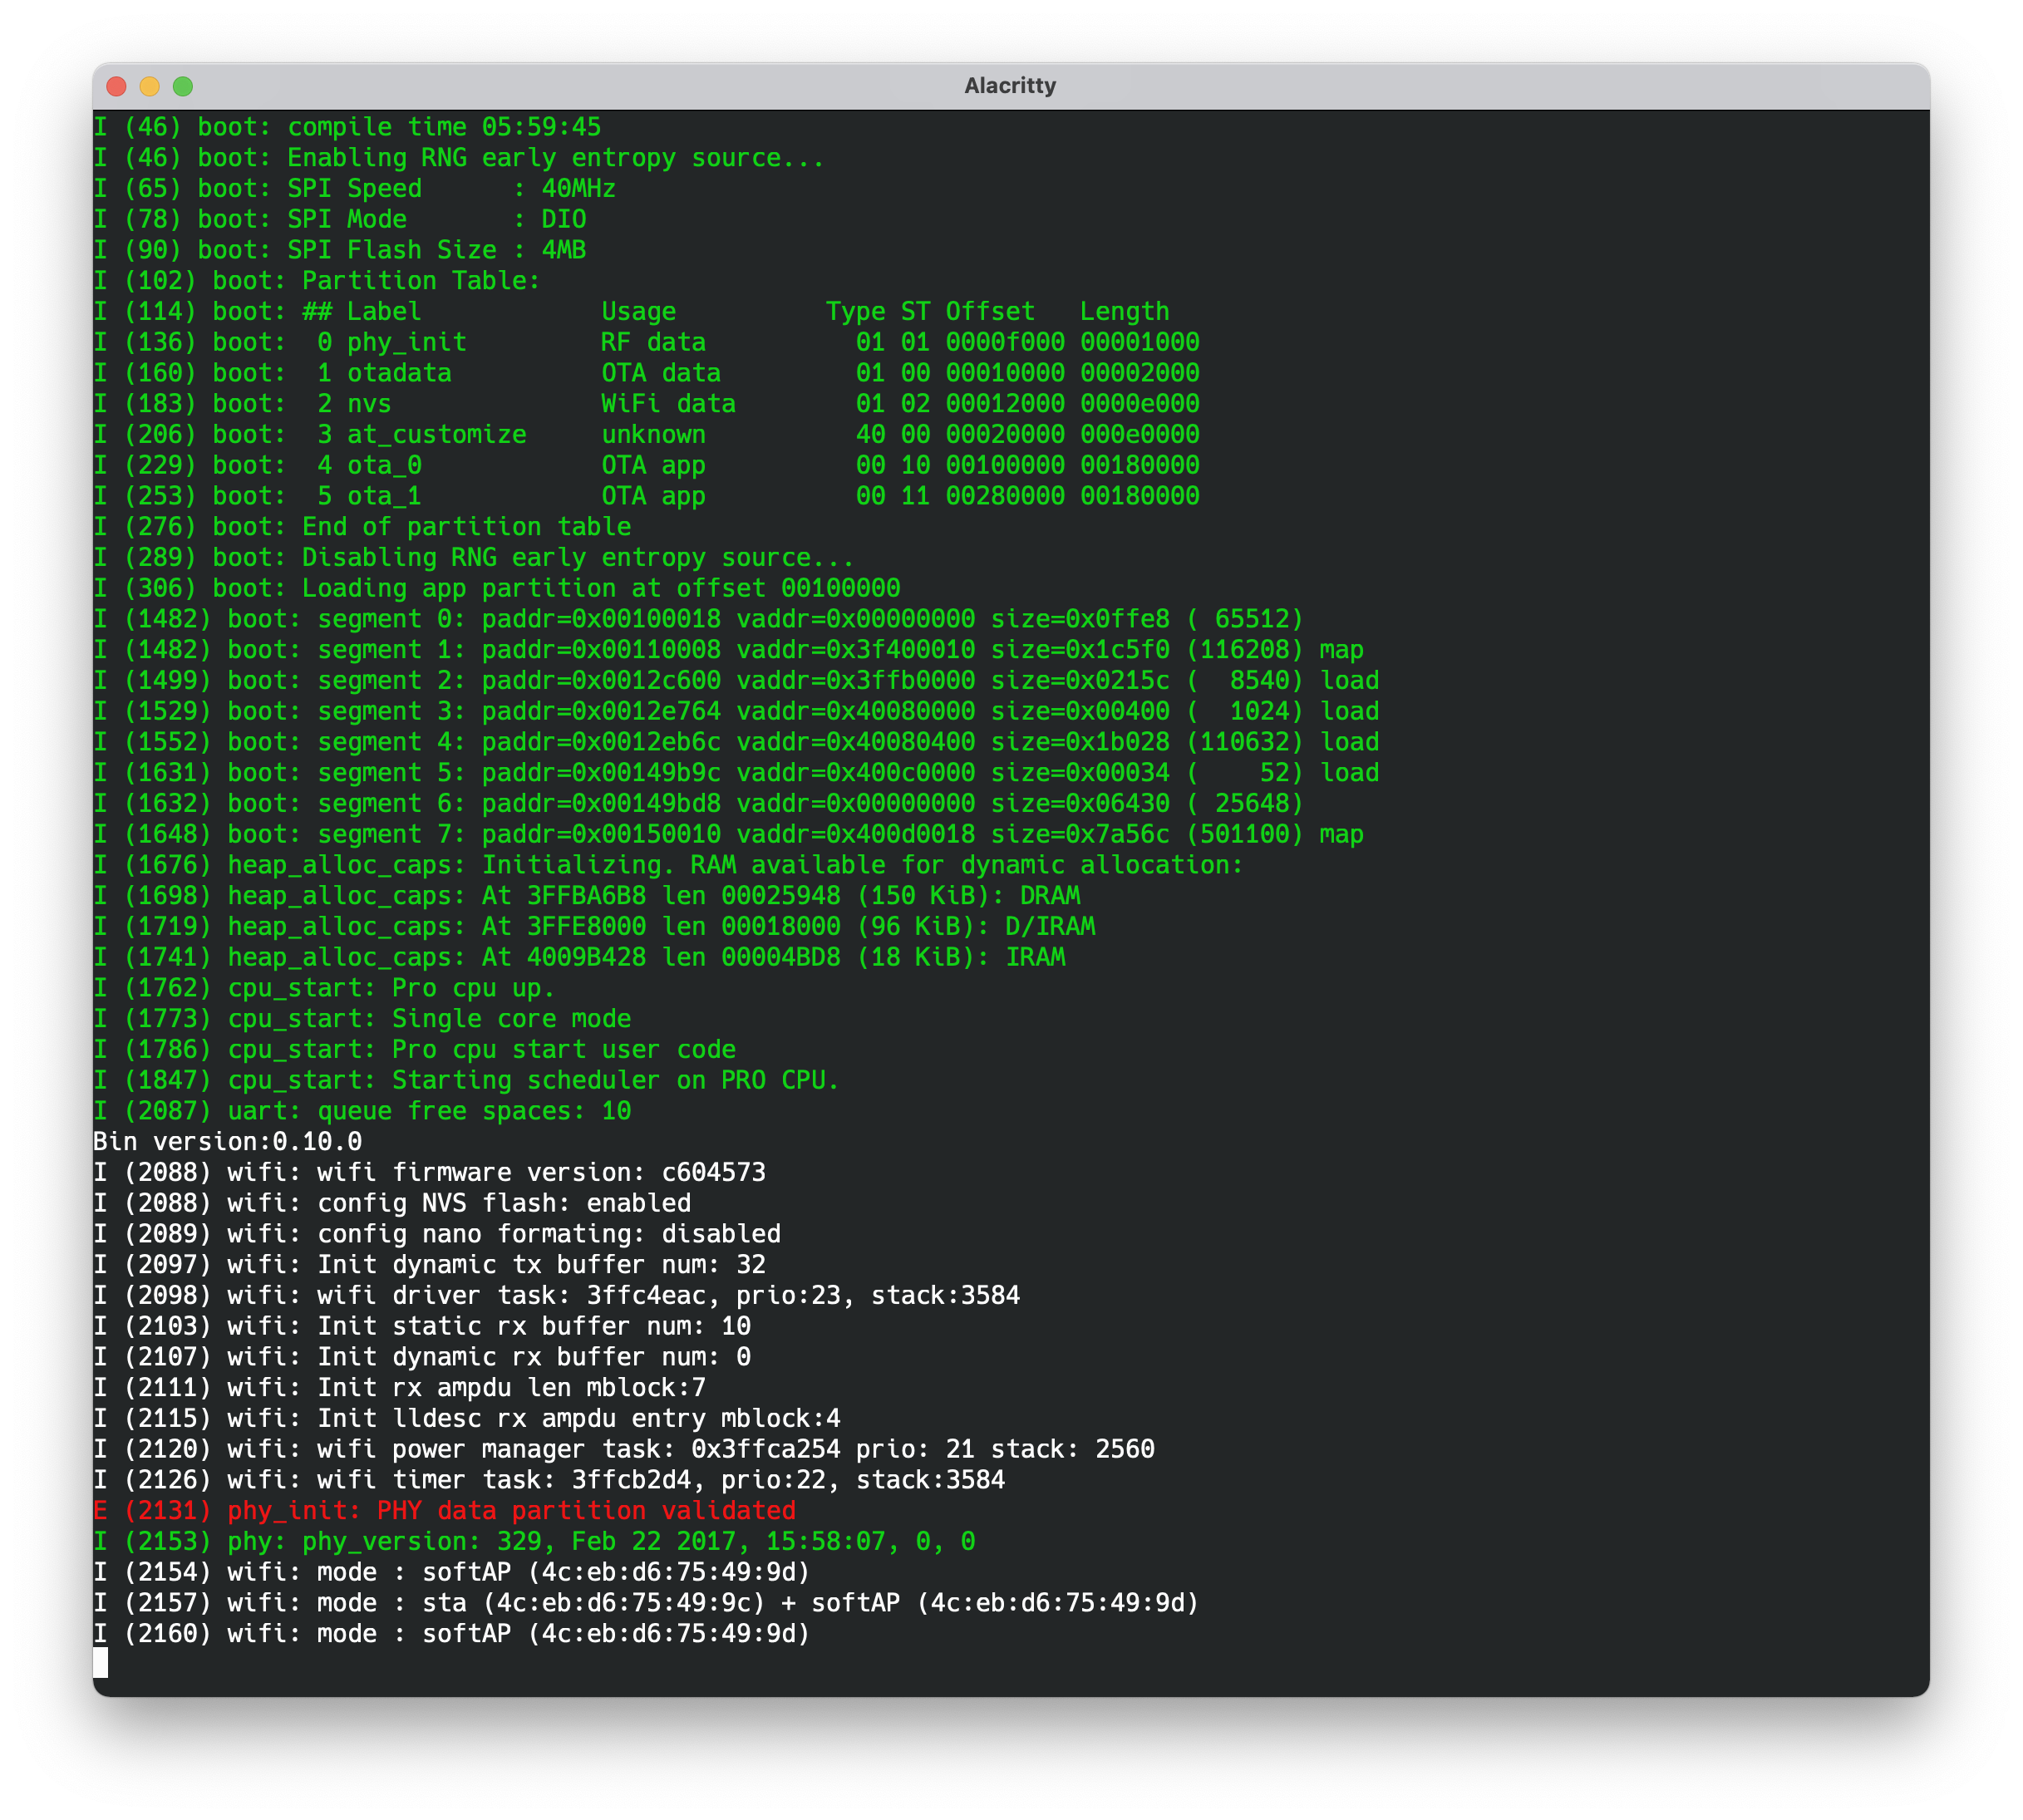 Alacritty
I (46) boot: compile time 05:59:45
I (46) boot: Enabling RNG early entropy source...
I (65) boot: SPI Speed      : 40MHz
I (78) boot: SPI Mode       : DIO
I (90) boot: SPI Flash Size : 4MB
I (102) boot: Partition Table:
I (114) boot: ## Label            Usage          Type ST Offset   Length
I (136) boot:  0 phy_init         RF data          01 01 0000f000 00001000
I (160) boot:  1 otadata          OTA data         01 00 00010000 00002000
I (183) boot:  2 nvs              WiFi data        01 02 00012000 0000e000
I (206) boot:  3 at_customize     unknown          40 00 00020000 000e0000
I (229) boot:  4 ota_0            OTA app          00 10 00100000 00180000
I (253) boot:  5 ota_1            OTA app          00 11 00280000 00180000
I (276) boot: End of partition table
I (289) boot: Disabling RNG early entropy source...
I (306) boot: Loading app partition at offset 00100000
I (1482) boot: segment 0: paddr=0x00100018 vaddr=0x00000000 size=0x0ffe8 ( 65512)
I (1482) boot: segment 1: paddr=0x00110008 vaddr=0x3f400010 size=0x1c5f0 (116208) map
I (1499) boot: segment 2: paddr=0x0012c600 vaddr=0x3ffb0000 size=0x0215c (  8540) load
I (1529) boot: segment 3: paddr=0x0012e764 vaddr=0x40080000 size=0x00400 (  1024) load
I (1552) boot: segment 4: paddr=0x0012eb6c vaddr=0x40080400 size=0x1b028 (110632) load
I (1631) boot: segment 5: paddr=0x00149b9c vaddr=0x400c0000 size=0x00034 (    52) load
I (1632) boot: segment 6: paddr=0x00149bd8 vaddr=0x00000000 size=0x06430 ( 25648)
I (1648) boot: segment 7: paddr=0x00150010 vaddr=0x400d0018 size=0x7a56c (501100) map
I (1676) heap_alloc_caps: Initializing. RAM available for dynamic allocation:
I (1698) heap_alloc_caps: At 3FFBA6B8 len 00025948 (150 KiB): DRAM
I (1719) heap_alloc_caps: At 3FFE8000 len 00018000 (96 KiB): D/IRAM
I (1741) heap_alloc_caps: At 4009B428 len 00004BD8 (18 KiB): IRAM
I (1762) cpu_start: Pro cpu up.
I (1773) cpu_start: Single core mode
I (1786) cpu_start: Pro cpu start user code
I (1847) cpu_start: Starting scheduler on PRO CPU.
I (2087) uart: queue free spaces: 10
Bin version:0.10.0
I (2088) wifi: wifi firmware version: c604573
I (2088) wifi: config NVS flash: enabled
I (2089) wifi: config nano formating: disabled
I (2097) wifi: Init dynamic tx buffer num: 32
I (2098) wifi: wifi driver task: 3ffc4eac, prio:23, stack:3584
I (2103) wifi: Init static rx buffer num: 10
I (2107) wifi: Init dynamic rx buffer num: 0
I (2111) wifi: Init rx ampdu len mblock:7
I (2115) wifi: Init lldesc rx ampdu entry mblock:4
I (2120) wifi: wifi power manager task: 0x3ffca254 prio: 21 stack: 2560
I (2126) wifi: wifi timer task: 3ffcb2d4, prio:22, stack:3584
E (2131) phy_init: PHY data partition validated
I (2153) phy: phy_version: 329, Feb 22 2017, 15:58:07, 0, 0
I (2154) wifi: mode : softAP (4c:eb:d6:75:49:9d)
I (2157) wifi: mode : sta (4c:eb:d6:75:49:9c) + softAP (4c:eb:d6:75:49:9d)
I (2160) wifi: mode : softAP (4c:eb:d6:75:49:9d)